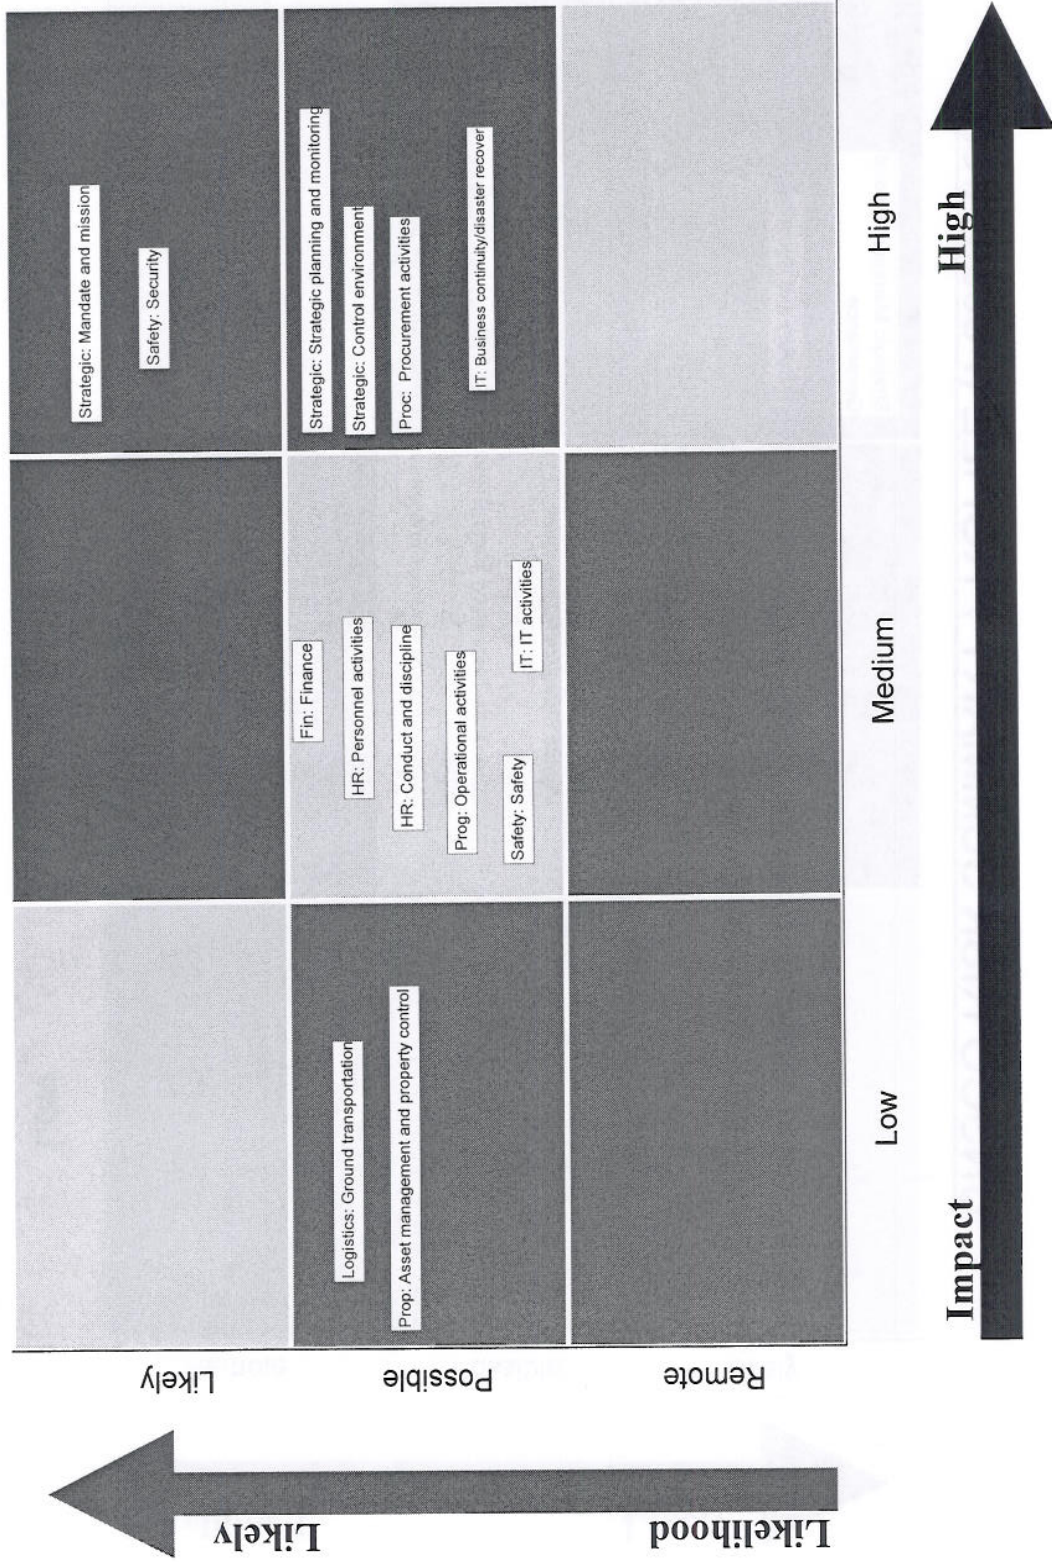 Likely
Strategic: Mandate and mission
Safety: Security
Possible
Logistics: Ground transportation
Prop: Asset management and property control
Fin: Finance
HR: Personnel activities
HR: Conduct and discipline
Prog: Operational activities
Safety: Safety
IT: IT activities
Strategic: Strategic planning and monitoring
Strategic: Control environment
Proc: Procurement activities
IT: Business continuity/disaster recover
Remote
Low
Medium
High
Likely
Likelihood
Impact
High